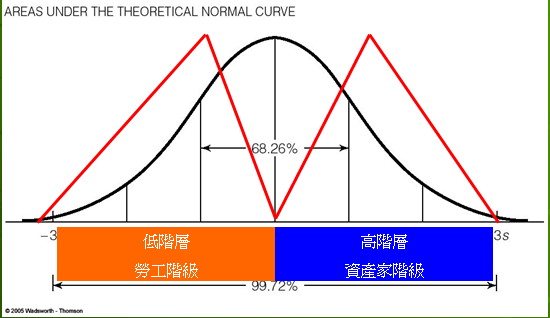 AREAS UNDER THE THEORETICAL NORMAL CURVE
68.26%
-3
3s
低階層
高階層
勞工階級
資產家階級
99.72%
© 2005 Wadsworth - Thomson